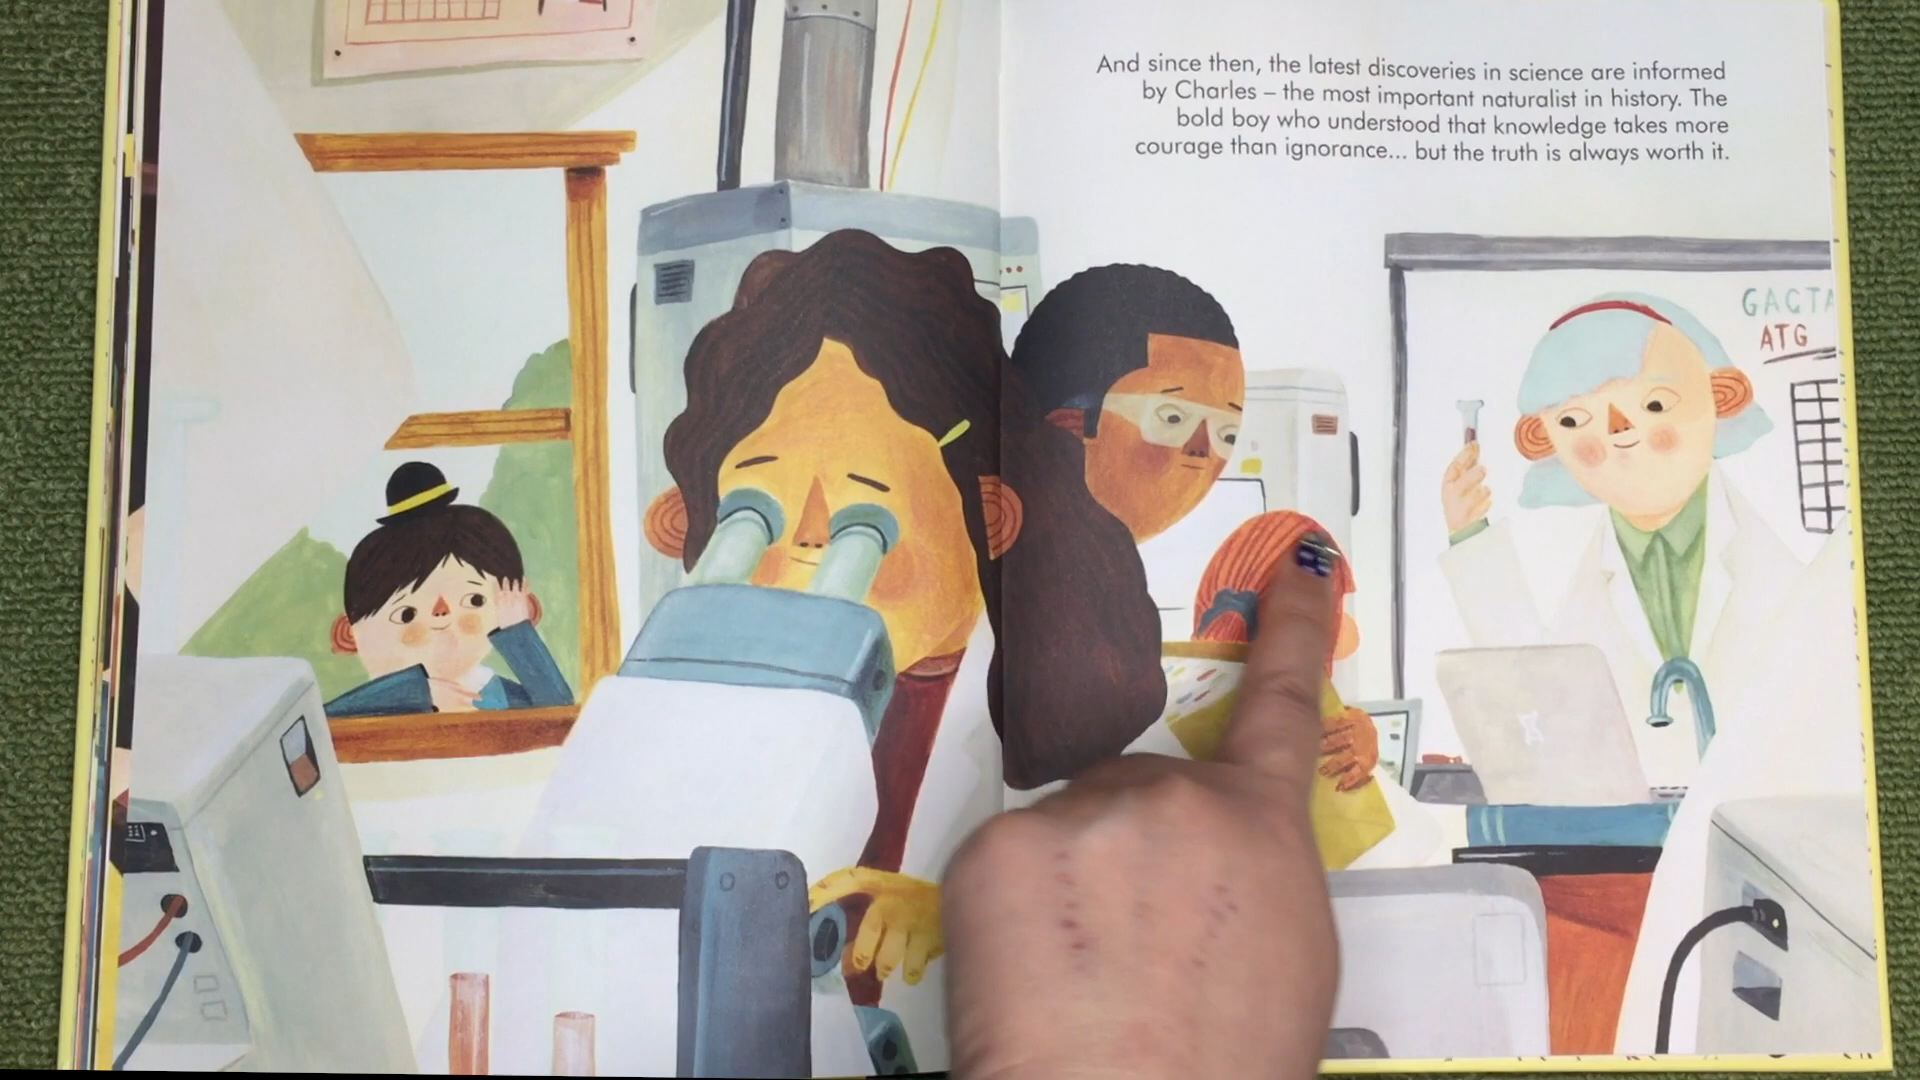 And since then, the latest discoveries in science are informed
by Charles – the most important naturalist in history. The
bold boy who understood that knowledge takes more
courage than ignorance... but the truth is always worth it.
GACTA
ATG